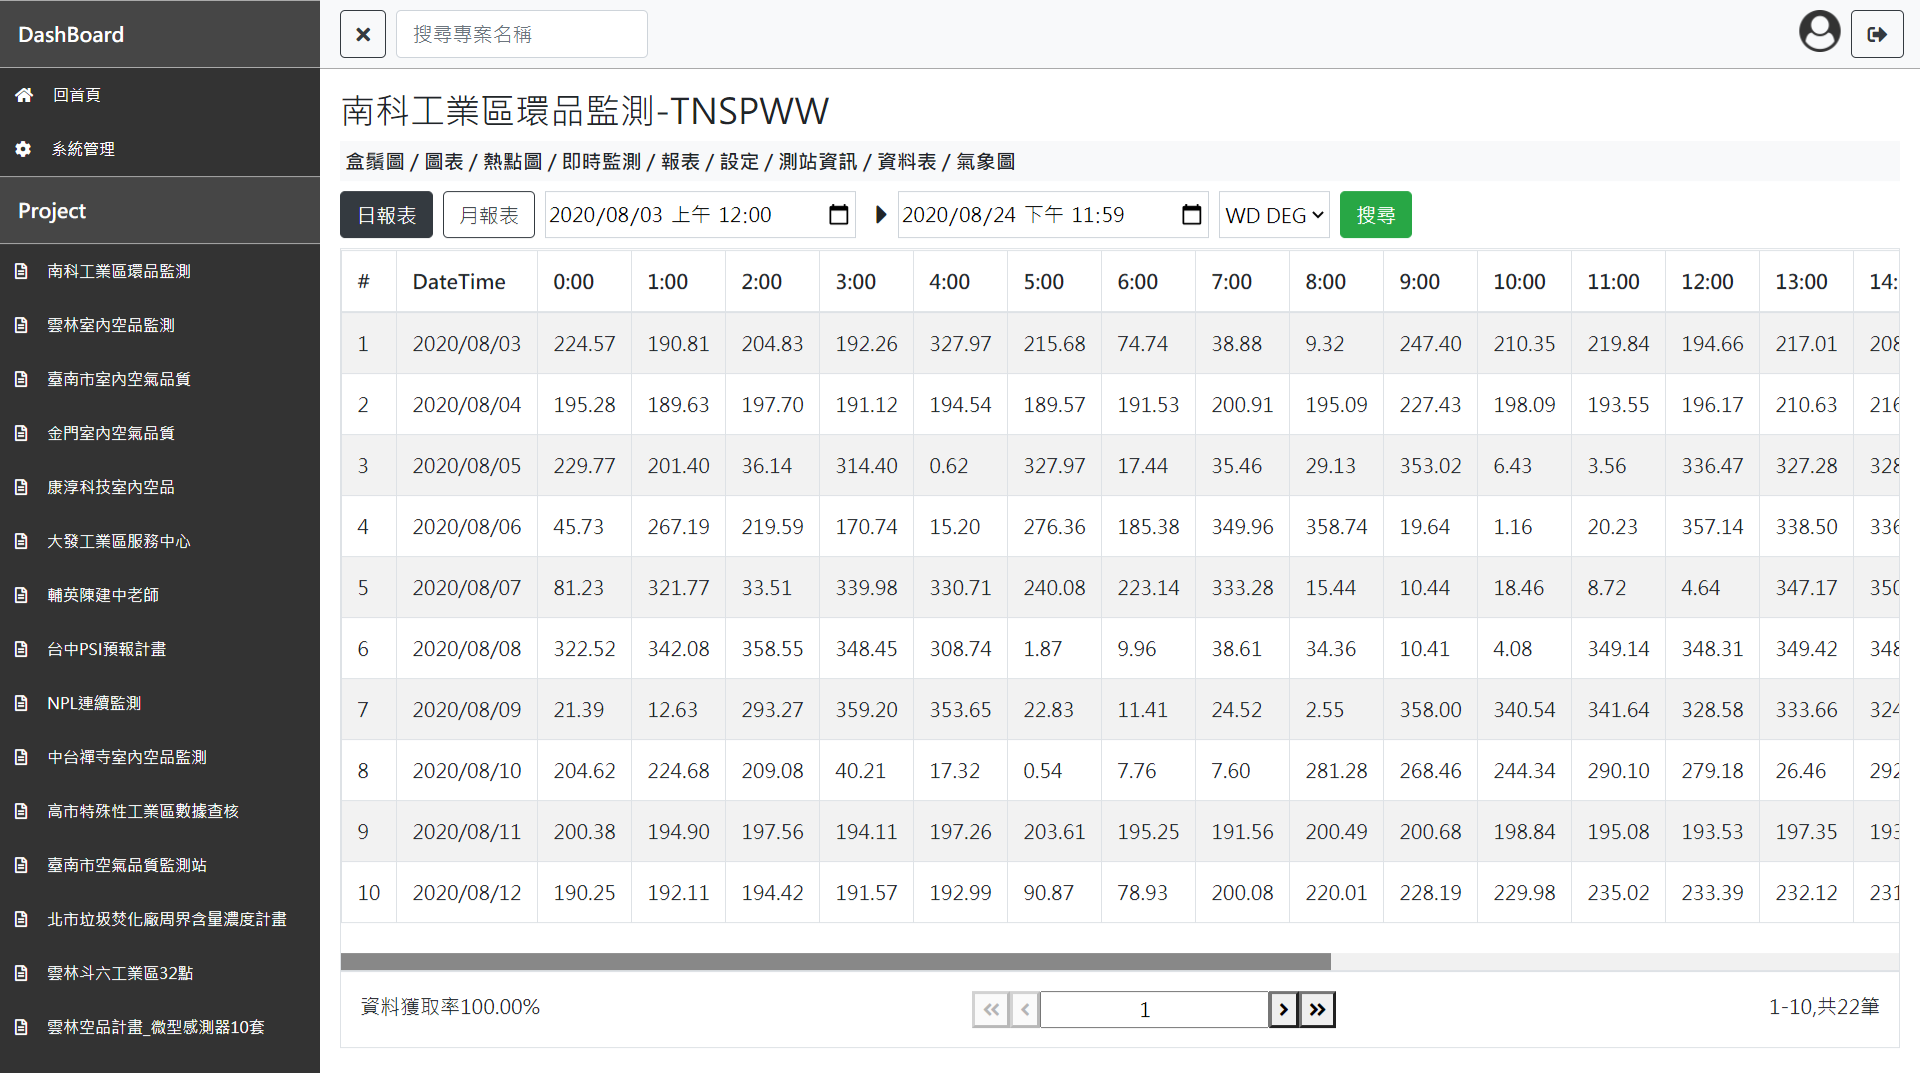 DashBoard
回首頁
系統管理
Project
南科工業區環品監測
雲林室內空品監測
臺南市室內空氣品質
金門室內空氣品質
康淳科技室內空品
大發工業區服務中心
輔英陳建中老師
台中PSI預報計畫
NPL連續監測
中台禪寺室內空品監測
高市特殊性工業區數據查核
臺南市空氣品質監測站
北市垃圾焚化廠周界含量濃度計畫
雲林斗六工業區32點
雲林空品計畫_微型感測器10套
搜尋專案名稱
南科工業區環品監測-TNSPWW
盒鬚圖 / 圖表 / 熱點圖 / 即時監測 / 報表 / 設定 / 測站資訊 / 資料表 / 氣象圖
日報表 月報表 2020/08/03 上午 12:00 2020/08/24 下午 11:59 WD DEG 搜尋
# DateTime 0:00 1:00 2:00 3:00 4:00 5:00 6:00 7:00 8:00 9:00 10:00 11:00 12:00 13:00 14:
1 2020/08/03 224.57 190.81 204.83 192.26 327.97 215.68 74.74 38.88 9.32 247.40 210.35 219.84 194.66 217.01 208
2 2020/08/04 195.28 189.63 197.70 191.12 194.54 189.57 191.53 200.91 195.09 227.43 198.09 193.55 196.17 210.63 216
3 2020/08/05 229.77 201.40 36.14 314.40 0.62 327.97 17.44 35.46 29.13 353.02 6.43 3.56 336.47 327.28 328
4 2020/08/06 45.73 267.19 219.59 170.74 15.20 276.36 185.38 349.96 358.74 19.64 1.16 20.23 357.14 338.50 336
5 2020/08/07 81.23 321.77 33.51 339.98 330.71 240.08 223.14 333.28 15.44 10.44 18.46 8.72 4.64 347.17 350
6 2020/08/08 322.52 342.08 358.55 348.45 308.74 1.87 9.96 38.61 34.36 10.41 4.08 349.14 348.31 349.42 348
7 2020/08/09 21.39 12.63 293.27 359.20 353.65 22.83 11.41 24.52 2.55 358.00 340.54 341.64 328.58 333.66 324
8 2020/08/10 204.62 224.68 209.08 40.21 17.32 0.54 7.76 7.60 281.28 268.46 244.34 290.10 279.18 26.46 292
9 2020/08/11 200.38 194.90 197.56 194.11 197.26 203.61 195.25 191.56 200.49 200.68 198.84 195.08 193.53 197.35 193
10 2020/08/12 190.25 192.11 194.42 191.57 192.99 90.87 78.93 200.08 220.01 228.19 229.98 235.02 233.39 232.12 231
資料獲取率100.00% 1 1-10,共22筆